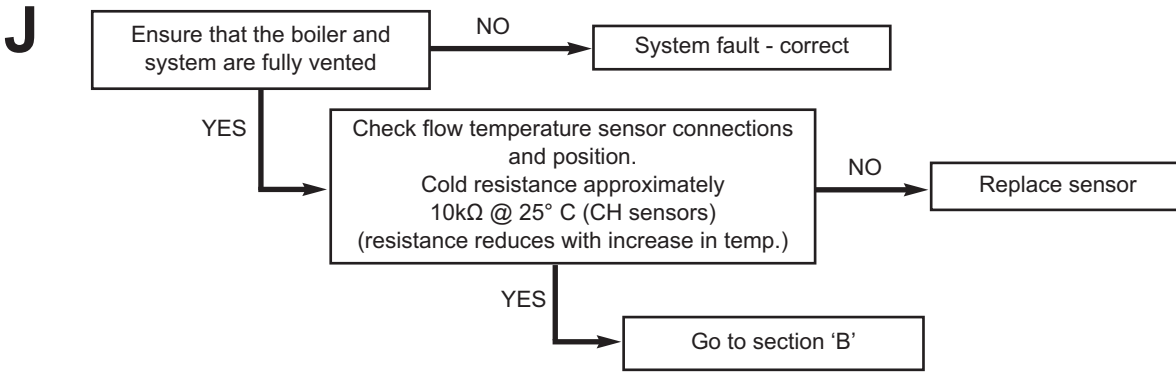 J
Ensure that the boiler and
system are fully vented
NO
System fault - correct
YES
Check flow temperature sensor connections
and position.
Cold resistance approximately
10kΩ @ 25° C (CH sensors)
(resistance reduces with increase in temp.)
NO
Replace sensor
YES
Go to section ‘B’